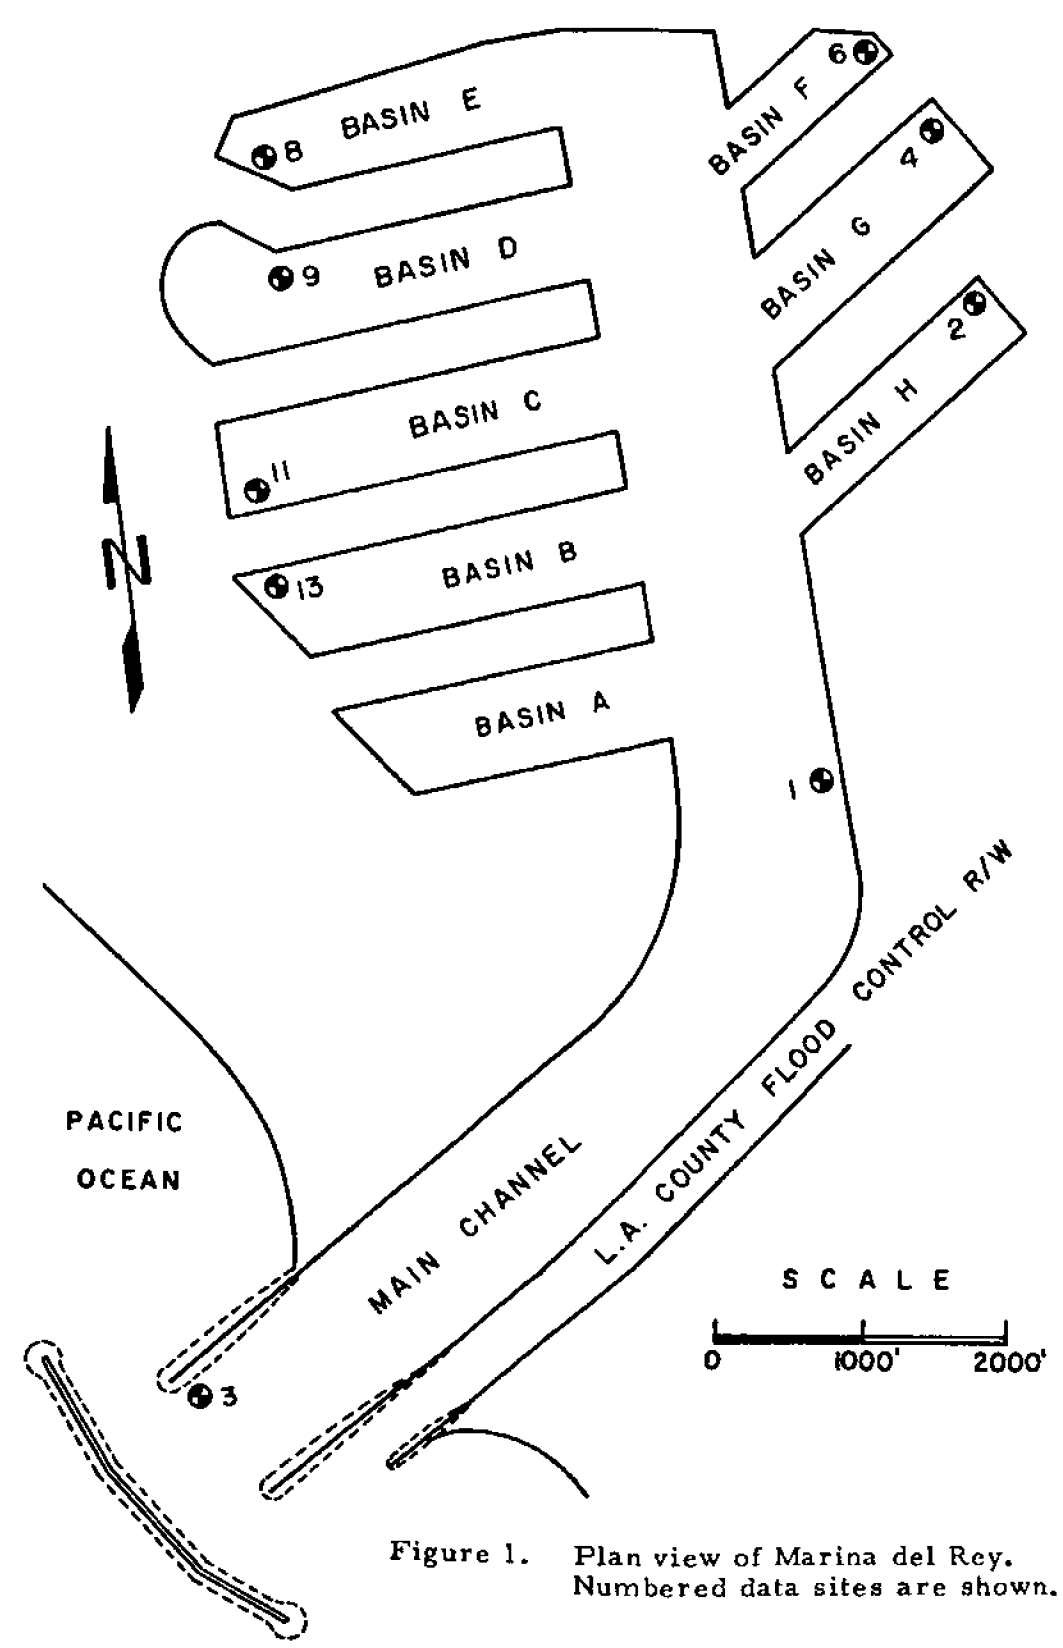 BASIN E
BASIN F
6
8
4
BASIN D
9
BASIN G
2
BASIN C
BASIN H
11
N
BASIN B
13
BASIN A
1
L.A. COUNTY FLOOD CONTROL R/W
PACIFIC
OCEAN
MAIN CHANNEL
SCALE
0 1000' 2000'
3
Figure 1. Plan view of Marina del Rey.
Numbered data sites are shown.